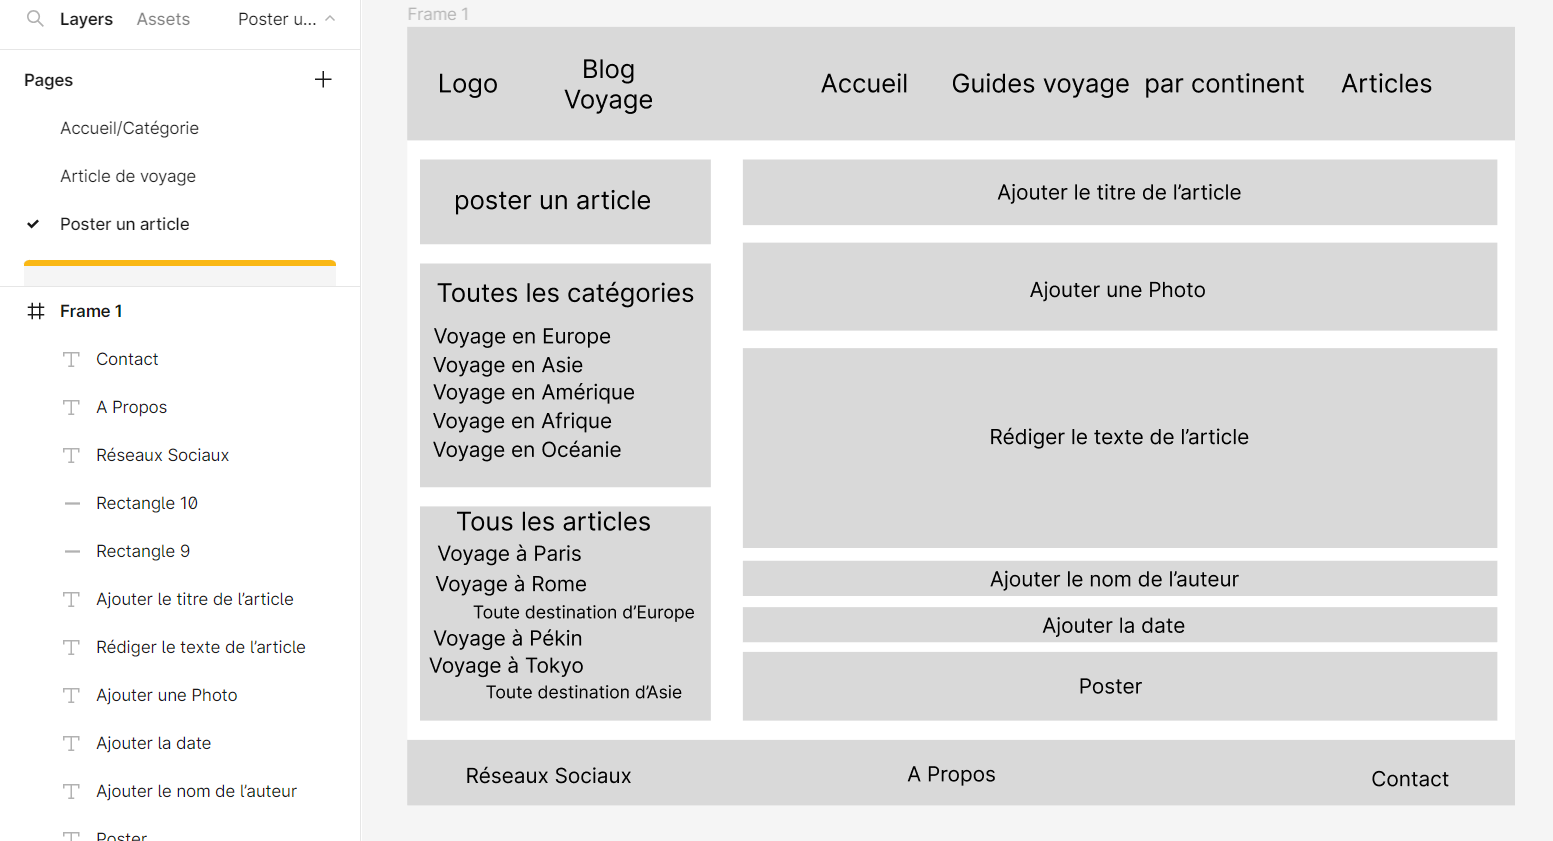 Layers
Assets
Poster u...
Pages
Accueil/Catégorie
Article de voyage
Poster un article
Frame 1
Contact
A Propos
Réseaux Sociaux
Rectangle 10
Rectangle 9
Ajouter le titre de l’article
Rédiger le texte de l’article
Ajouter une Photo
Ajouter la date
Ajouter le nom de l’auteur
Poster
Frame 1
Logo
Blog
Voyage
Accueil
Guides voyage par continent
Articles
poster un article
Toutes les catégories
Voyage en Europe
Voyage en Asie
Voyage en Amérique
Voyage en Afrique
Voyage en Océanie
Tous les articles
Voyage à Paris
Voyage à Rome
Toute destination d’Europe
Voyage à Pékin
Voyage à Tokyo
Toute destination d’Asie
Ajouter le titre de l’article
Ajouter une Photo
Rédiger le texte de l’article
Ajouter le nom de l’auteur
Ajouter la date
Poster
Réseaux Sociaux
A Propos
Contact